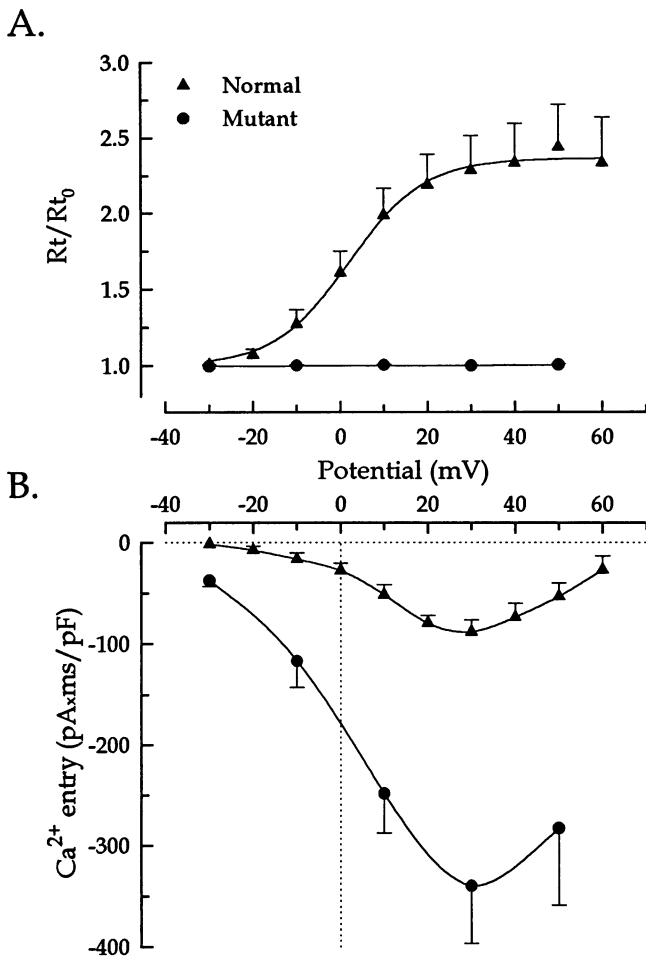 A.
3.0
Normal
Mutant
2.5
2.0
1.5
1.0
Rt/Rt0
-40 -20 0 20 40 60
Potential (mV)
B.
-40 -20 0 20 40 60
0
-100
-200
-300
-400
Ca2+ entry (pA×ms/pF)